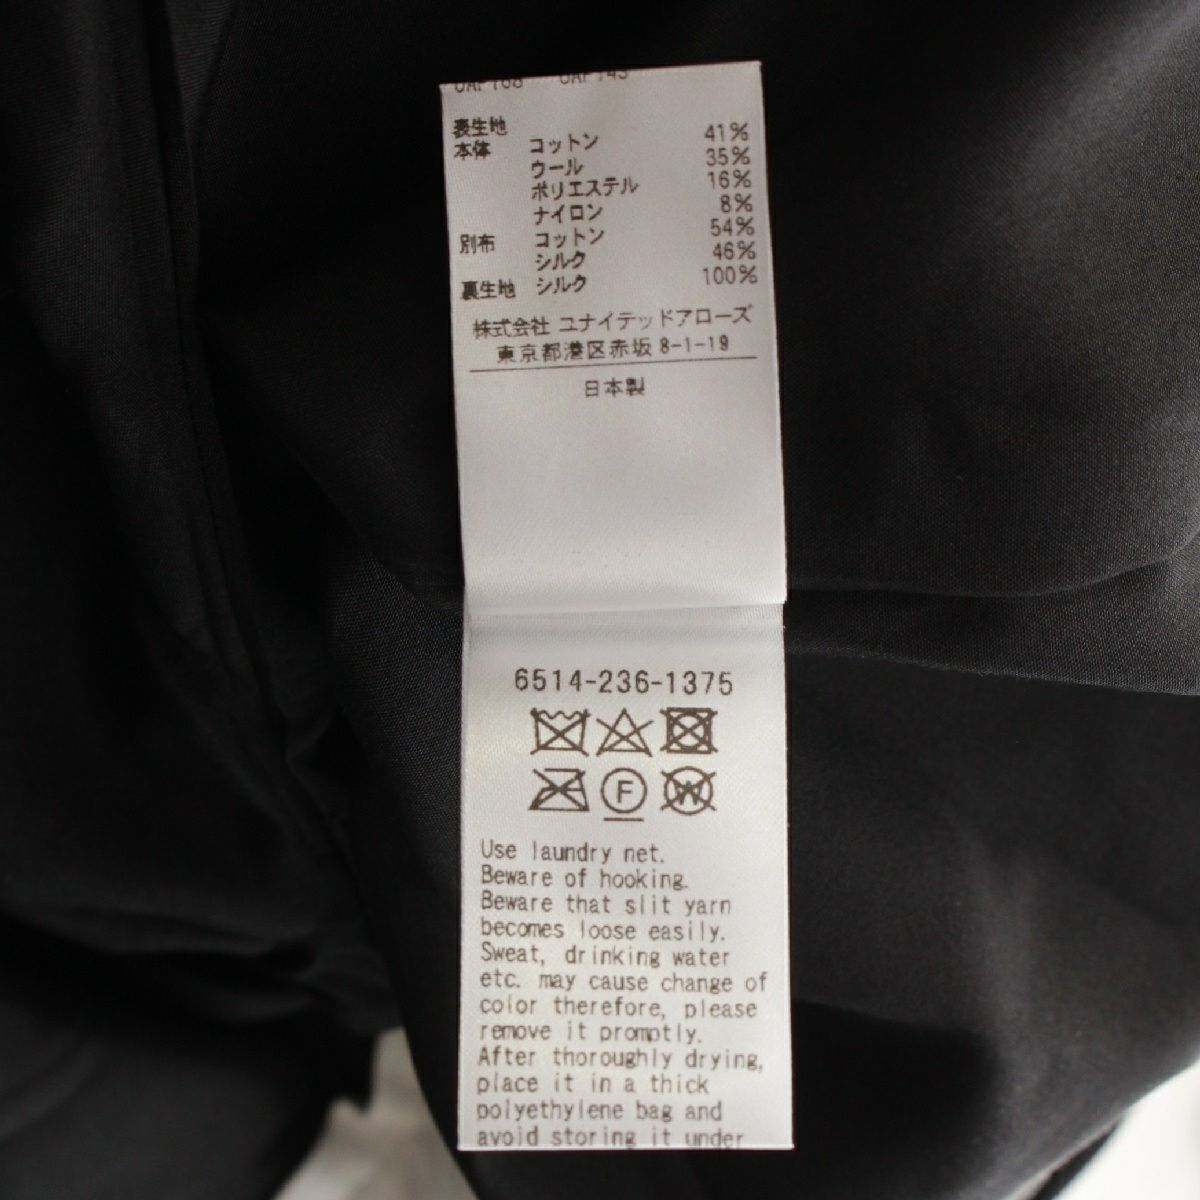 表生地
本体 コットン 41%
ウール 35%
ポリエステル 16%
ナイロン 8%
別布 コットン 54%
シルク 46%
裏生地 シルク 100%
株式会社 ユナイテッドアローズ
東京都港区赤坂 8-1-19
日本製
6514-236-1375
F
W
Use laundry net.
Beware of hooking.
Beware that slit yarn
becomes loose easily.
Sweat, drinking water
etc. may cause change of
color therefore, please
remove it promptly.
After thoroughly drying,
place it in a thick
polyethylene bag and
avoid storing it under